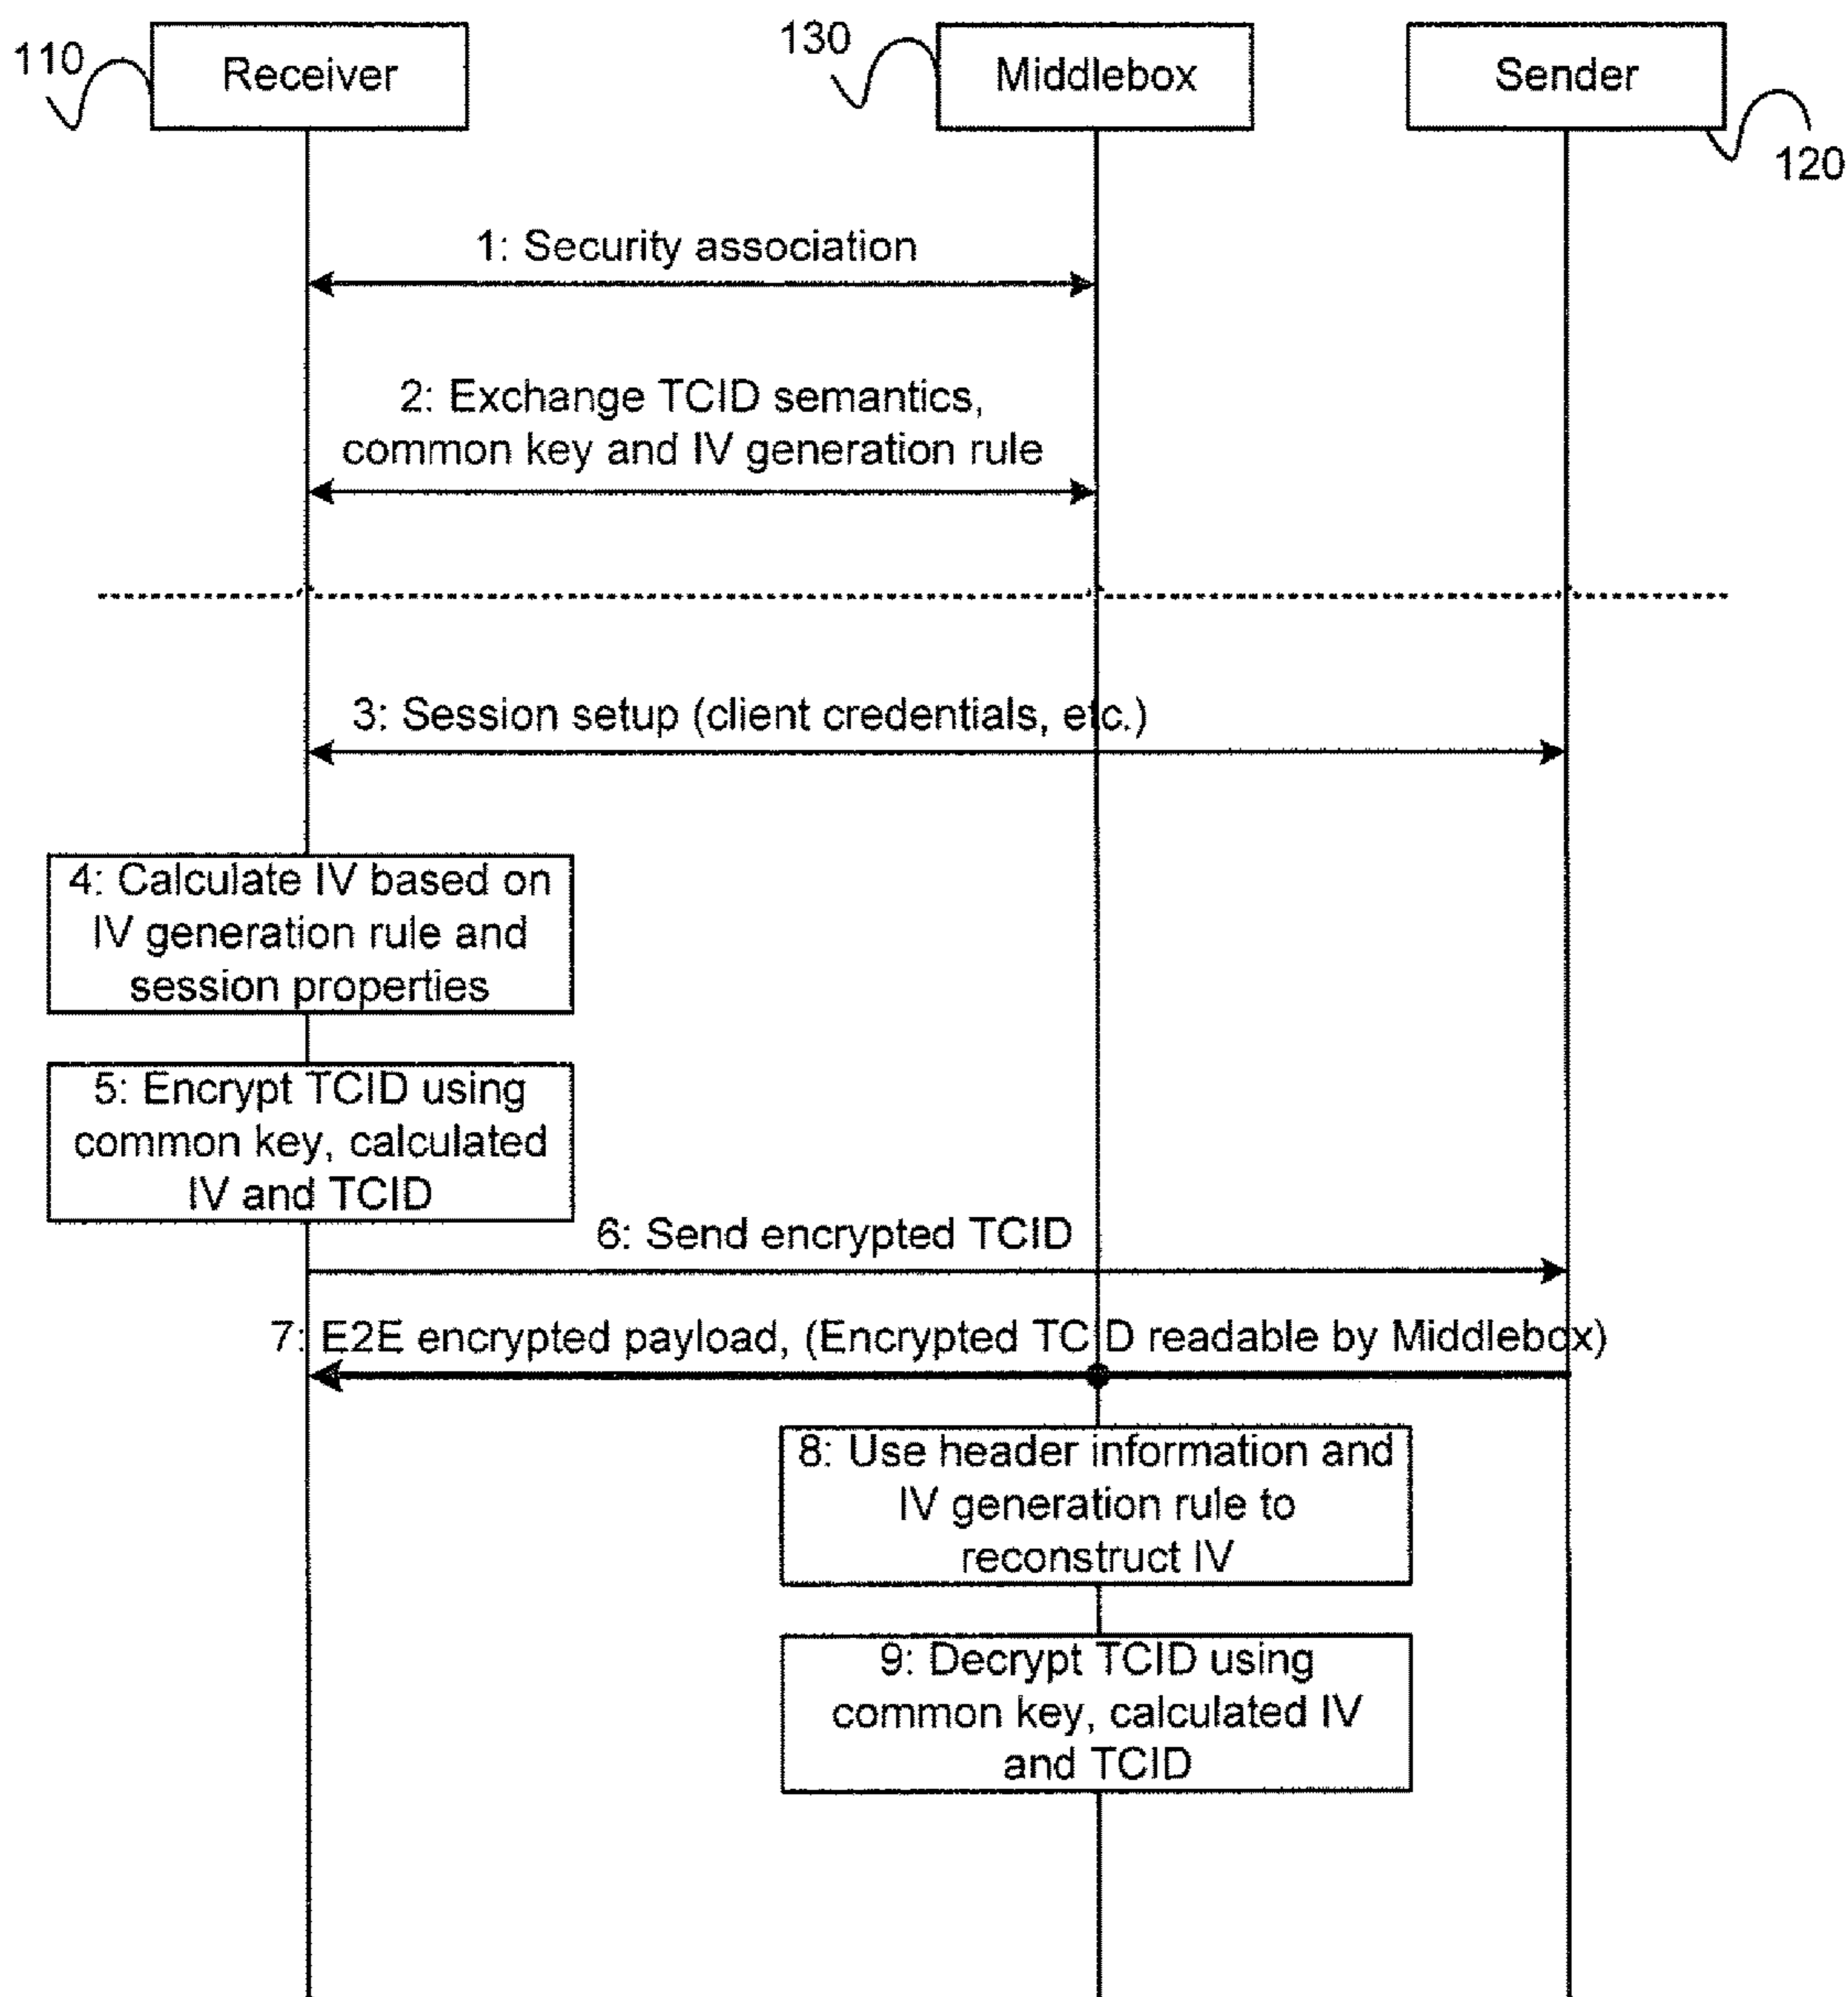 110
Receiver
130
Middlebox
Sender
120
1: Security association
2: Exchange TCID semantics,
common key and IV generation rule
3: Session setup (client credentials, etc.)
4: Calculate IV based on
IV generation rule and
session properties
5: Encrypt TCID using
common key, calculated
IV and TCID
6: Send encrypted TCID
7: E2E encrypted payload, (Encrypted TCID readable by Middlebox)
8: Use header information and
IV generation rule to
reconstruct IV
9: Decrypt TCID using
common key, calculated IV
and TCID